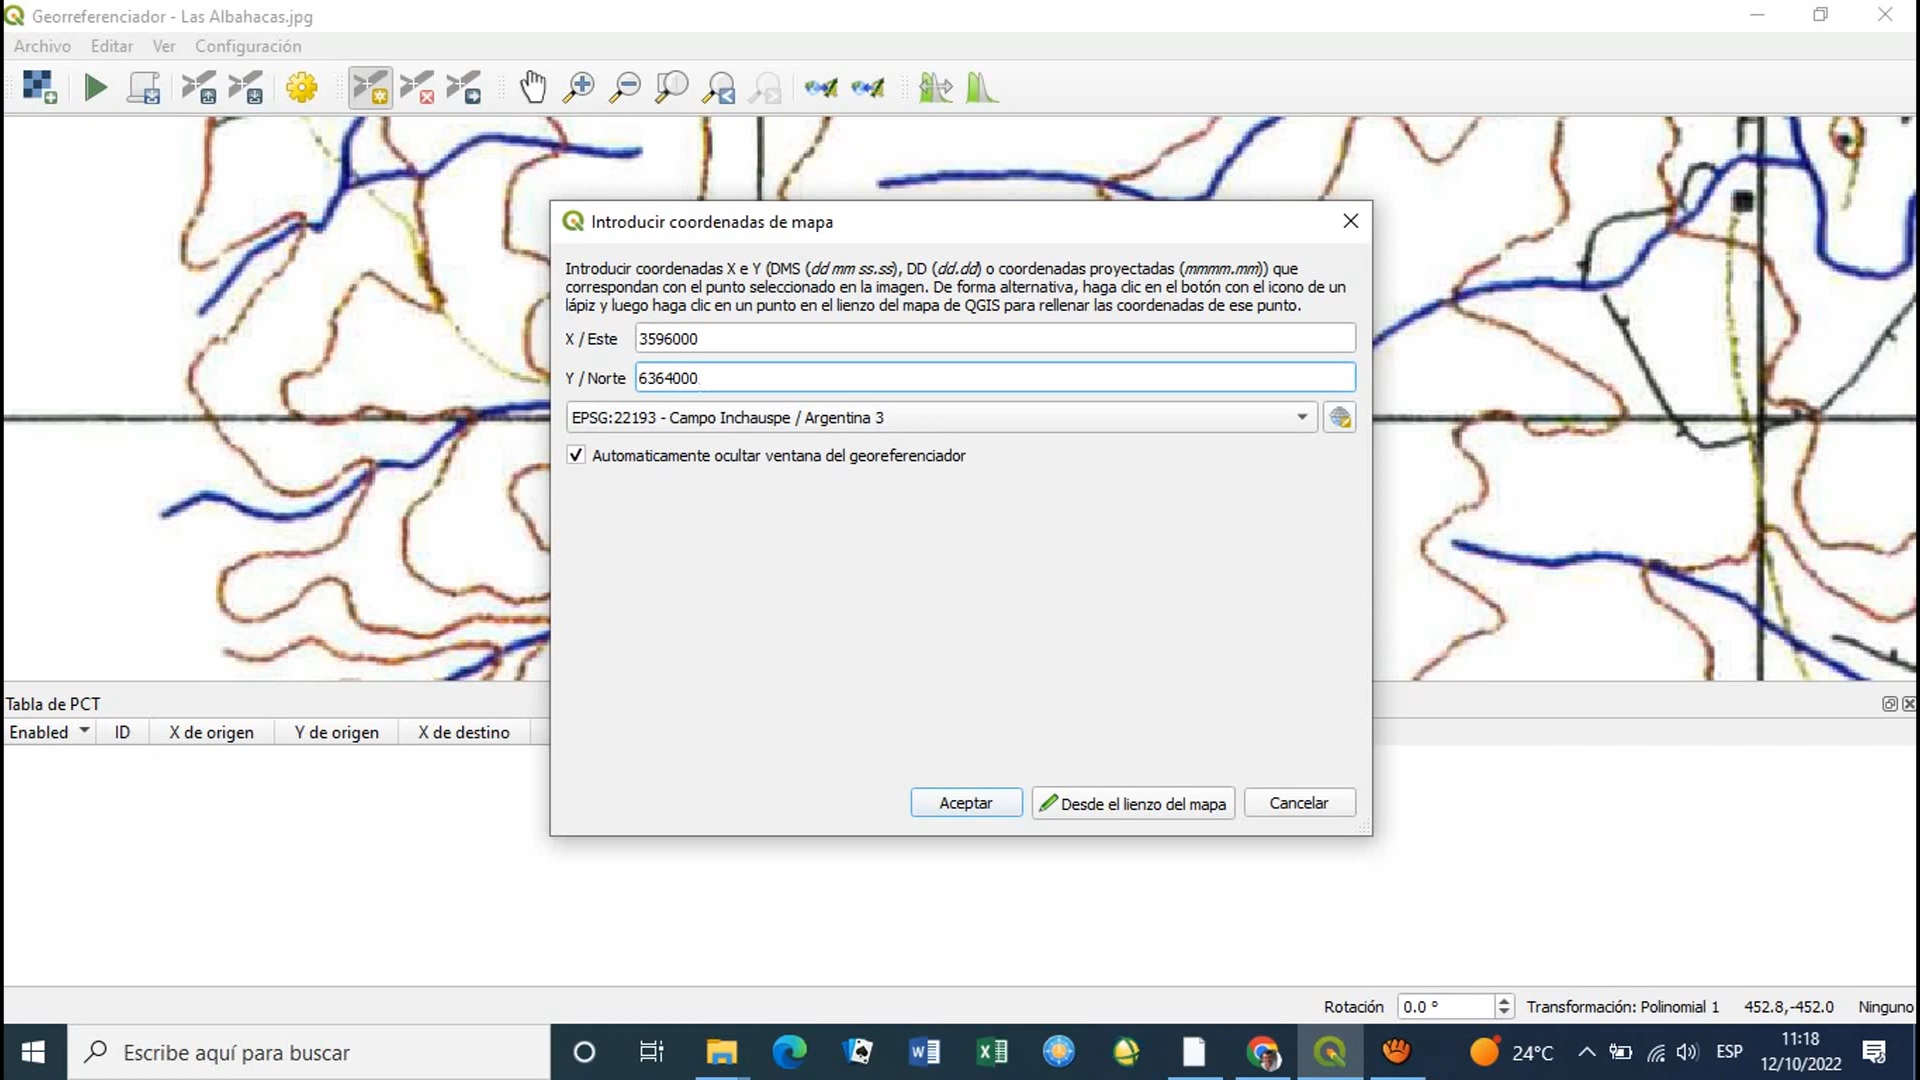 Georreferenciador - Las Albahacas.jpg
Archivo Editar Ver Configuración
Introducir coordenadas de mapa
Introducir coordenadas X e Y (DMS (dd mm ss.ss), DD (dd.dd) o coordenadas proyectadas (mmmm.mm)) que
correspondan con el punto seleccionado en la imagen. De forma alternativa, haga clic en el botón con el icono de un
lápiz y luego haga clic en un punto en el lienzo del mapa de QGIS para rellenar las coordenadas de ese punto.
X / Este 3596000
Y / Norte 6364000
EPSG:22193 - Campo Inchauspe / Argentina 3
Automaticamente ocultar ventana del georeferenciador
Aceptar Desde el lienzo del mapa Cancelar
Tabla de PCT
Enabled ID X de origen Y de origen X de destino
Rotación 0.0 ° Transformación: Polinomial 1 452.8,-452.0 Ninguno
Escribe aquí para buscar
24°C ESP
11:18
12/10/2022